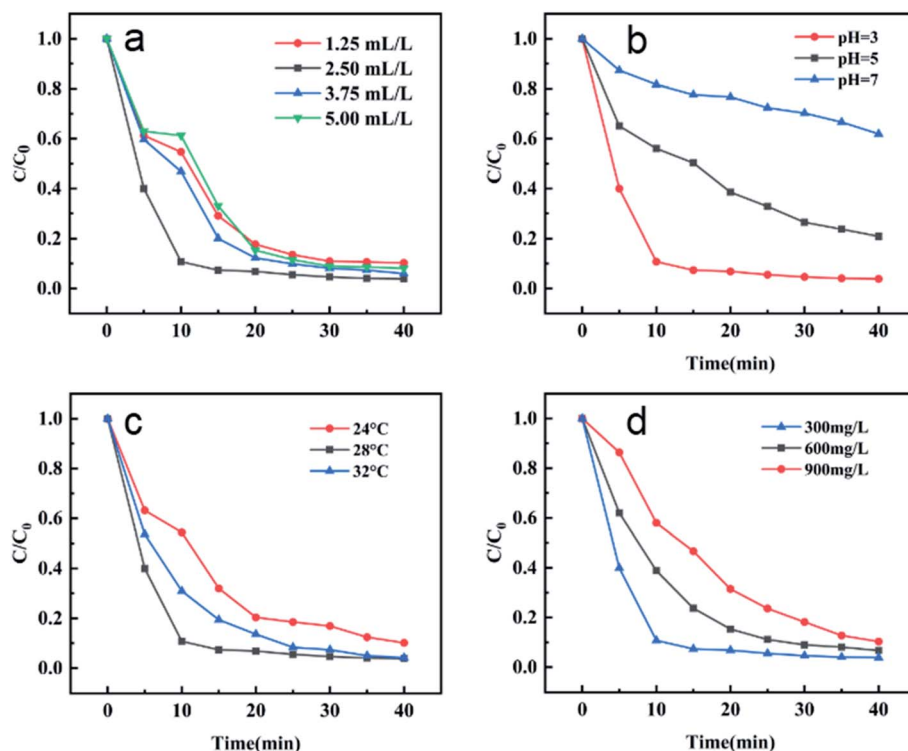 a
1.25 mL/L
2.50 mL/L
3.75 mL/L
5.00 mL/L
C/C0
1.0
0.8
0.6
0.4
0.2
0.0
0 10 20 30 40
b
pH=3
pH=5
pH=7
C/C0
1.0
0.8
0.6
0.4
0.2
0.0
0 10 20 30 40
Time(min)
c
24°C
28°C
32°C
C/C0
1.0
0.8
0.6
0.4
0.2
0.0
0 10 20 30 40
Time(min)
d
300mg/L
600mg/L
900mg/L
C/C0
1.0
0.8
0.6
0.4
0.2
0.0
0 10 20 30 40
Time(min)